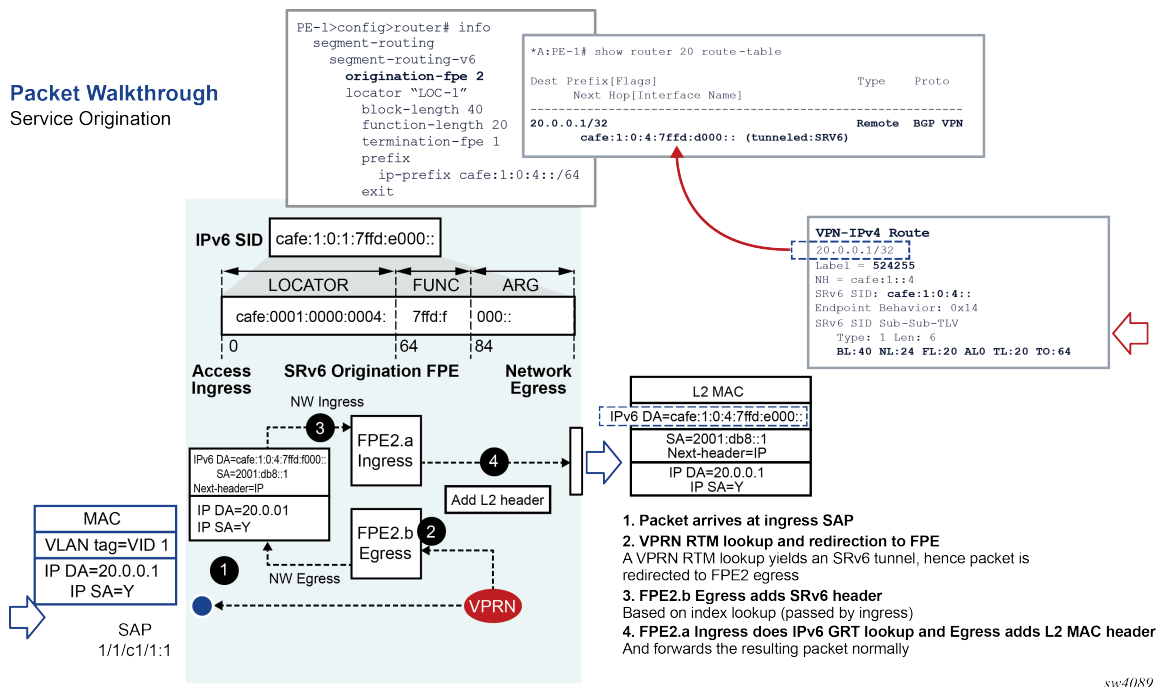 PE-1>config>router# info
segment-routing
segment-routing-v6
origination-fpe 2
locator “LOC-1”
block-length 40
function-length 20
termination-fpe 1
prefix
ip-prefix cafe:1:0:4::/64
exit
*A:PE-1# show router 20 route-table
Dest Prefix[Flags] Type Proto
Next Hop[Interface Name]
-------------------------------------------------------
20.0.0.1/32 Remote BGP VPN
cafe:1:0:4:7ffd:d000:: (tunneled:SRV6)
Packet Walkthrough
Service Origination
VPN-IPv4 Route
20.0.0.1/32
Label = 524255
NH = cafe:1::4
SRv6 SID: cafe:1:0:4::
Endpoint Behavior: 0x14
SRv6 SID Sub-Sub-TLV
Type: 1 Len: 6
BL:40 NL:24 FL:20 AL0 TL:20 TO:64
IPv6 SID
cafe:1:0:1:7ffd:e000::
LOCATOR FUNC ARG
cafe:0001:0000:0004: 7ffd:f 000::
0 64 84
Access
Ingress
SRv6 Origination FPE
Network
Egress
NW Ingress
3
FPE2.a
Ingress
4
Add L2 header
IPv6 DA=cafe:1:0:4:7ffd:f000::
SA=2001:db8::1
Next-header=IP
IP DA=20.0.01
IP SA=Y
FPE2.b
Egress
2
NW Egress
1
VPRN
MAC
VLAN tag=VID 1
IP DA=20.0.0.1
IP SA=Y
SAP
1/1/c1/1:1
L2 MAC
IPv6 DA=cafe:1:0:4:7ffd:e000::
SA=2001:db8::1
Next-header=IP
IP DA=20.0.0.1
IP SA=Y
1. Packet arrives at ingress SAP
2. VPRN RTM lookup and redirection to FPE
A VPRN RTM lookup yields an SRv6 tunnel, hence packet is
redirected to FPE2 egress
3. FPE2.b Egress adds SRv6 header
Based on index lookup (passed by ingress)
4. FPE2.a Ingress does IPv6 GRT lookup and Egress adds L2 MAC header
And forwards the resulting packet normally
sw4089